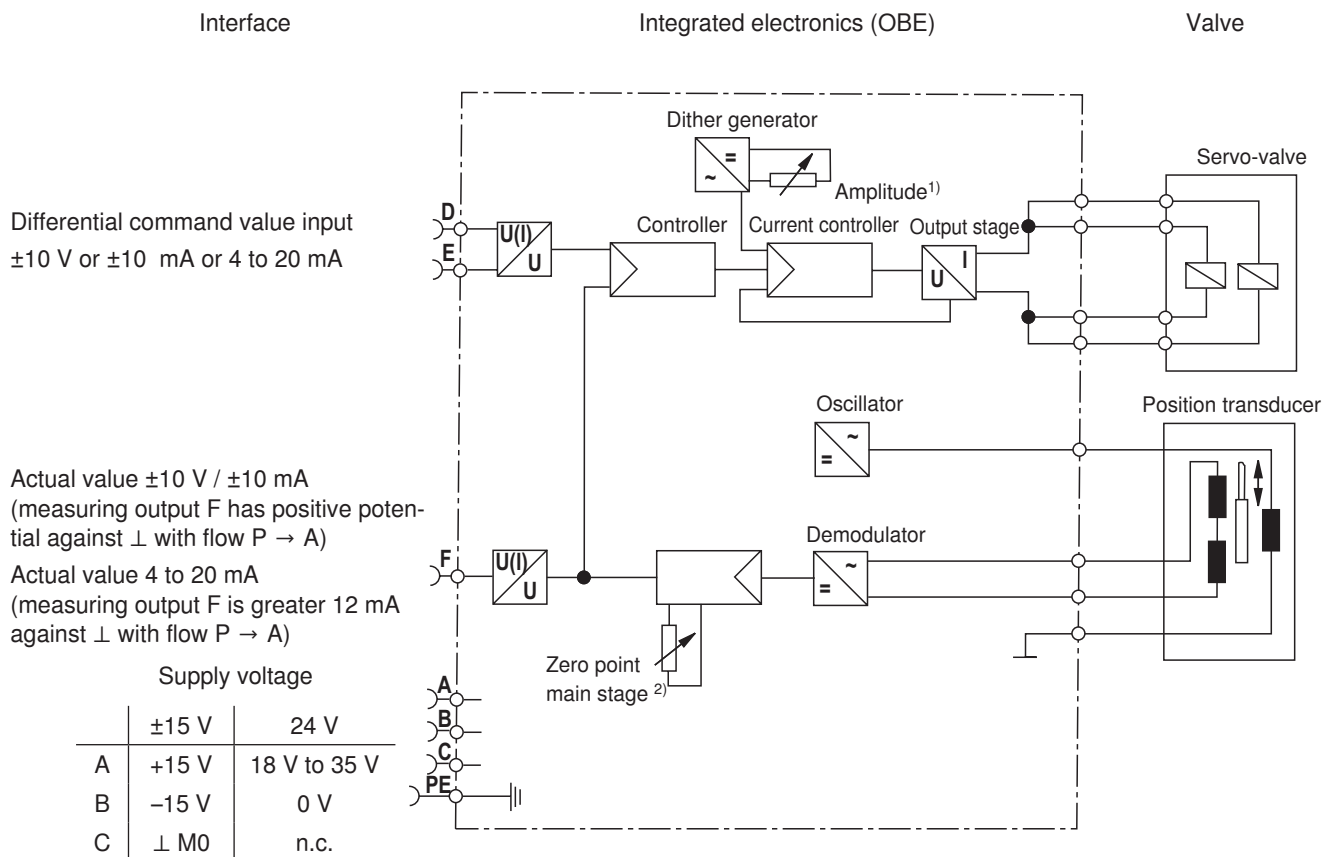 Interface
Integrated electronics (OBE)
Valve
Dither generator
=
~
Amplitude1)
Servo-valve
Differential command value input
±10 V or ±10 mA or 4 to 20 mA
D
E
U(I)
U
Controller
Current controller
Output stage
I
U
Oscillator
~
=
Position transducer
Actual value ±10 V / ±10 mA
(measuring output F has positive poten-
tial against ⊥ with flow P → A)
Actual value 4 to 20 mA
(measuring output F is greater 12 mA
against ⊥ with flow P → A)
F
U(I)
U
Demodulator
~
=
Zero point
main stage 2)
A
B
C
PE
Supply voltage
±15 V 24 V
A +15 V 18 V to 35 V
B –15 V 0 V
C ⊥ M0 n.c.